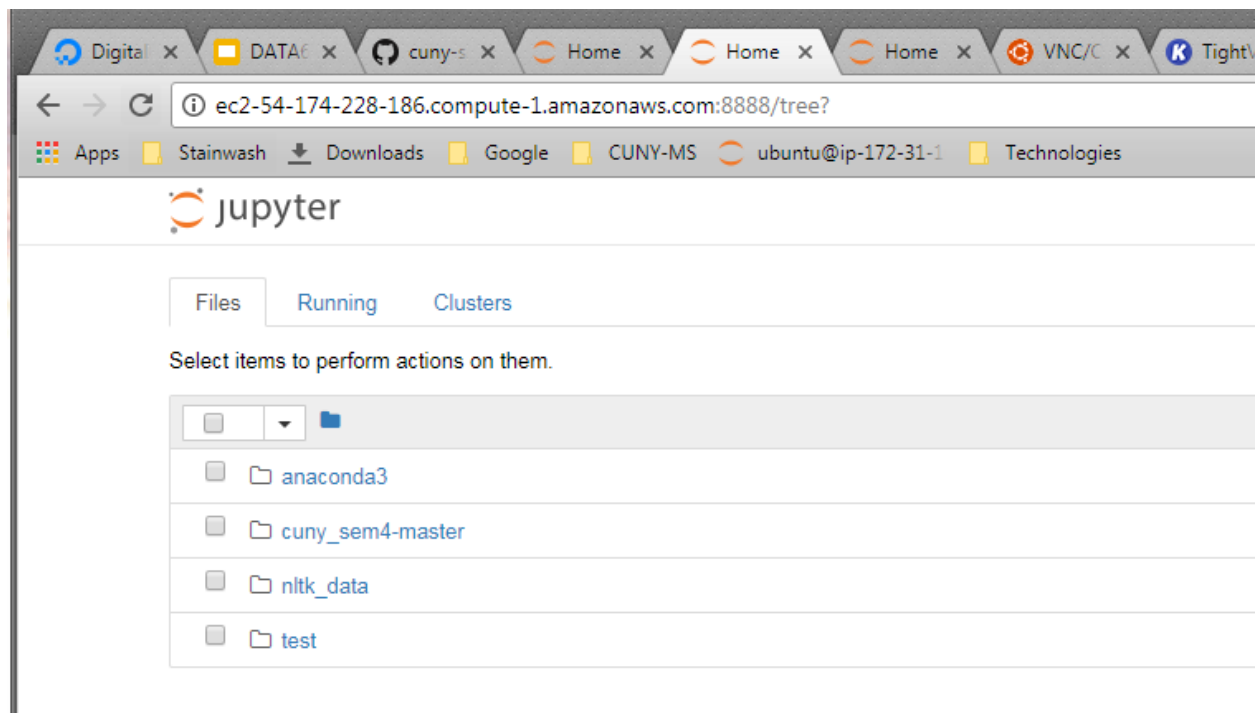 Digital DATA6 cuny-s Home Home Home VNC/C Tight
ec2-54-174-228-186.compute-1.amazonaws.com:8888/tree?
Apps Stainwash Downloads Google CUNY-MS ubuntu@ip-172-31-1 Technologies
jupyter
Files Running Clusters
Select items to perform actions on them.
anaconda3
cuny_sem4-master
nltk_data
test